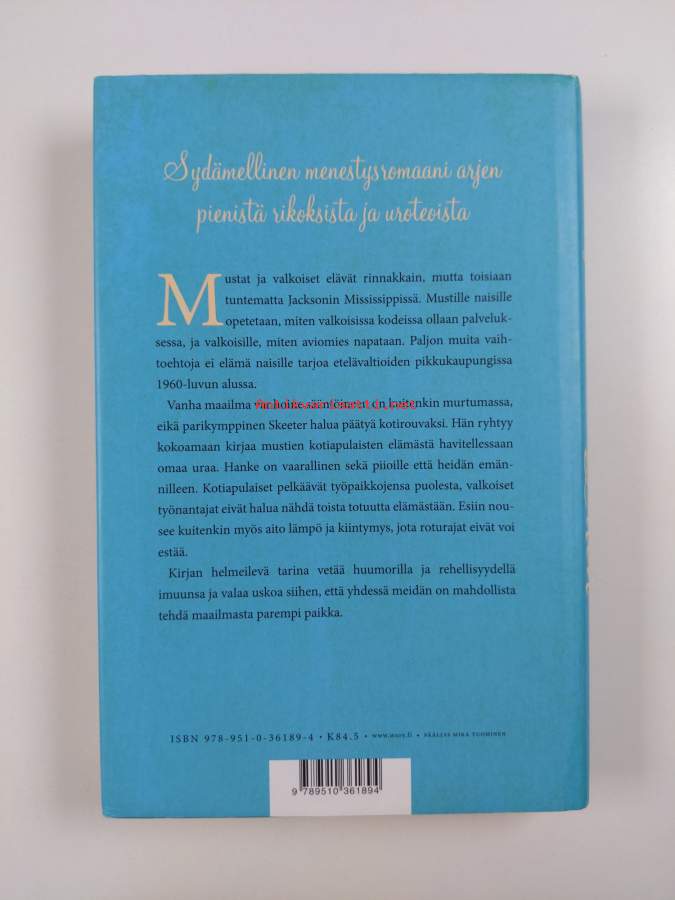 Sydämellinen menestysromaani arjen
pienistä rikoksista ja uroteoista
Mustat ja valkoiset elävät rinnakkain, mutta toisiaan
tuntematta Jacksonin Mississippissä. Mustille naisille
opetetaan, miten valkoisissa kodeissa ollaan palveluk-
sessa, ja valkoisille, miten aviomies napataan. Paljon muita vaih-
toehtoja ei elämä naisille tarjoa etelävaltioiden pikkukaupungissa
1960-luvun alussa.
Vanha maailma vanhoine sääntöineen on kuitenkin murtumassa,
Antikvariaatti.net
eikä parikymppinen Skeeter halua päätyä kotirouvaksi. Hän ryhtyy
kokoamaan kirjaa mustien kotiapulaisten elämästä havitellessaan
omaa uraa. Hanke on vaarallinen sekä piioille että heidän emän-
nilleen. Kotiapulaiset pelkäävät työpaikkojensa puolesta, valkoiset
työnantajat eivät halua nähdä toista totuutta elämästään. Esiin nou-
see kuitenkin myös aito lämpö ja kiintymys, jota roturajat eivät voi
estää.
Kirjan helmeilevä tarina vetää huumorilla ja rehellisyydellä
imuunsa ja valaa uskoa siihen, että yhdessä meidän on mahdollista
tehdä maailmasta parempi paikka.
ISBN 978-951-0-36189-4 • K84.5 • www.wsoy.fi • PÄÄLLYS MIKA TUOMINEN
9 789510 361894